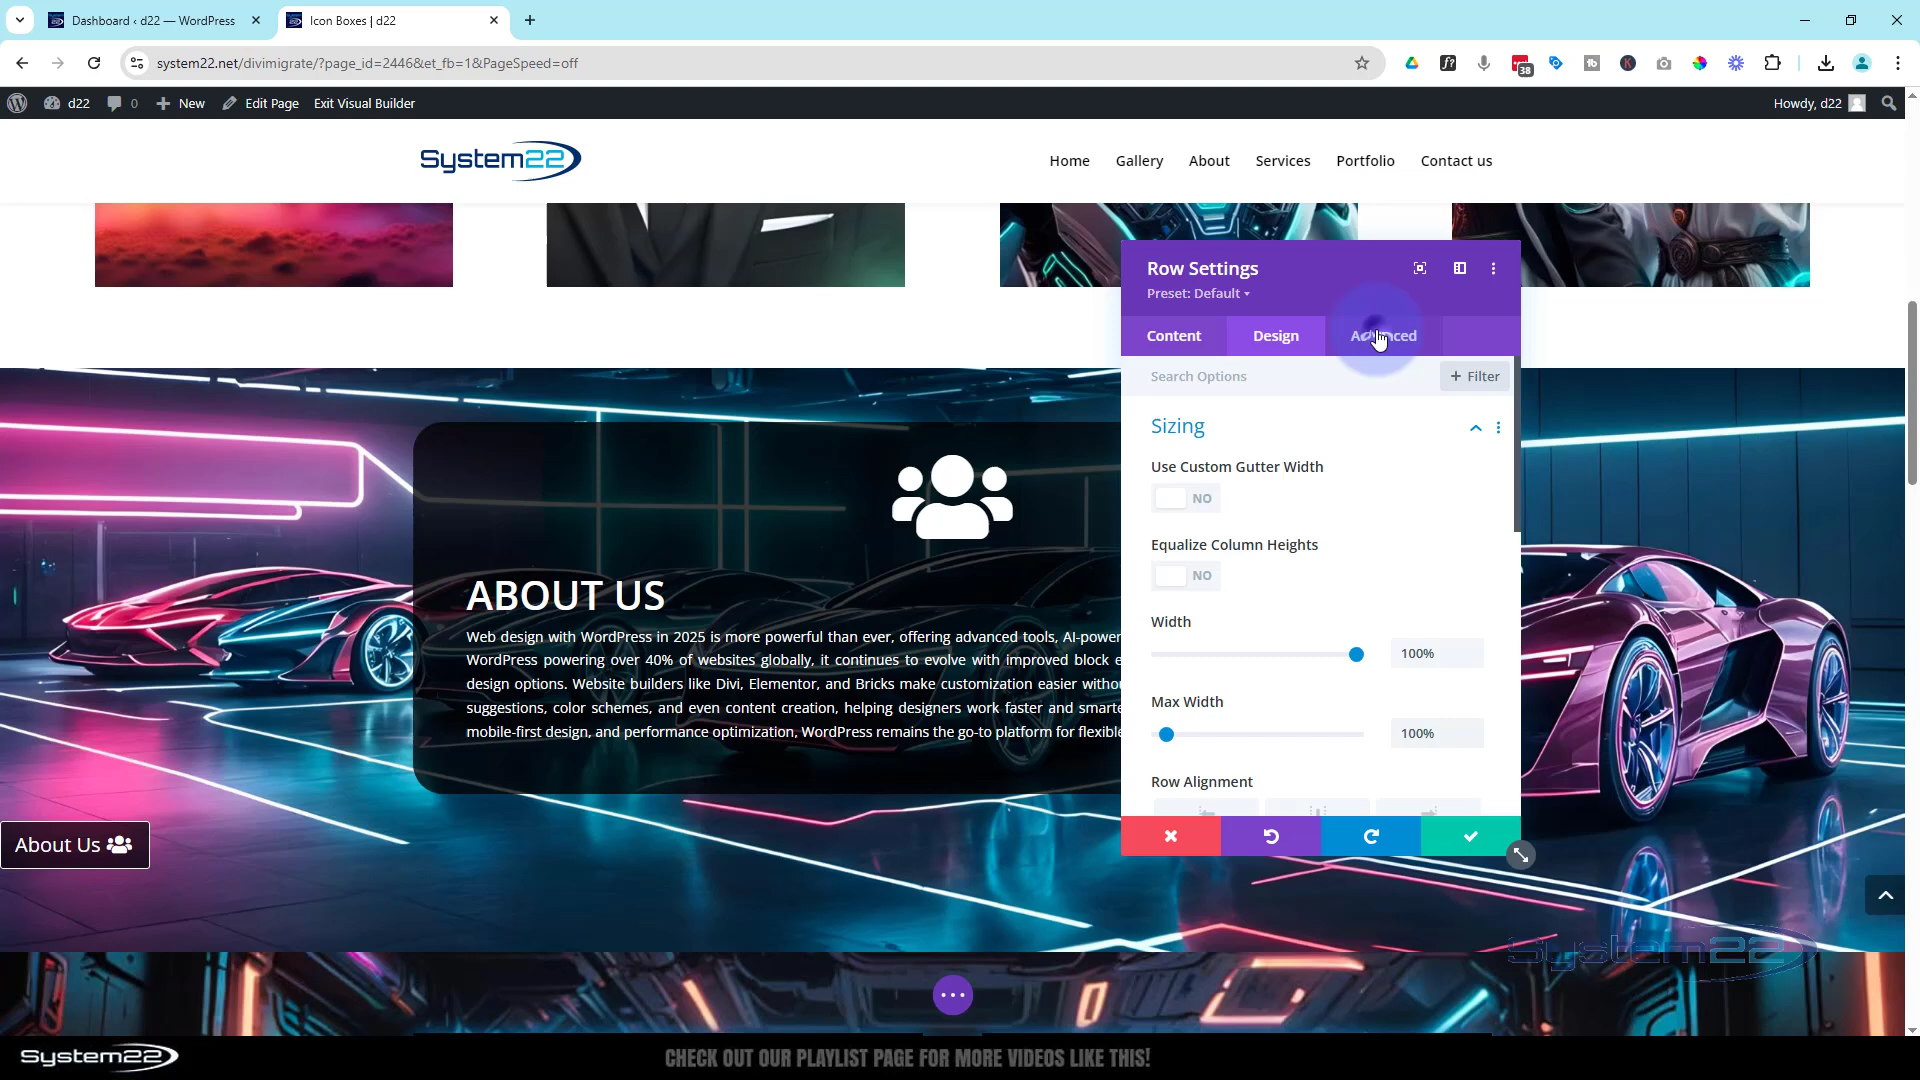 Dashboard ‹ d22 — WordPress
Icon Boxes | d22
system22.net/divimigrate/?page_id=2446&et_fb=1&PageSpeed=off
38
d22
0
New
Edit Page
Exit Visual Builder
Howdy, d22
System22
Home
Gallery
About
Services
Portfolio
Contact us
Row Settings
Preset: Default
Content
Design
Advanced
Search Options
+ Filter
Sizing
Use Custom Gutter Width
NO
Equalize Column Heights
NO
Width
100%
Max Width
100%
Row Alignment
ABOUT US
Web design with WordPress in 2025 is more powerful than ever, offering advanced tools, AI-power
WordPress powering over 40% of websites globally, it continues to evolve with improved block e
design options. Website builders like Divi, Elementor, and Bricks make customization easier witho
suggestions, color schemes, and even content creation, helping designers work faster and smarte
mobile-first design, and performance optimization, WordPress remains the go-to platform for flexible
About Us
System22
System22
CHECK OUT OUR PLAYLIST PAGE FOR MORE VIDEOS LIKE THIS!